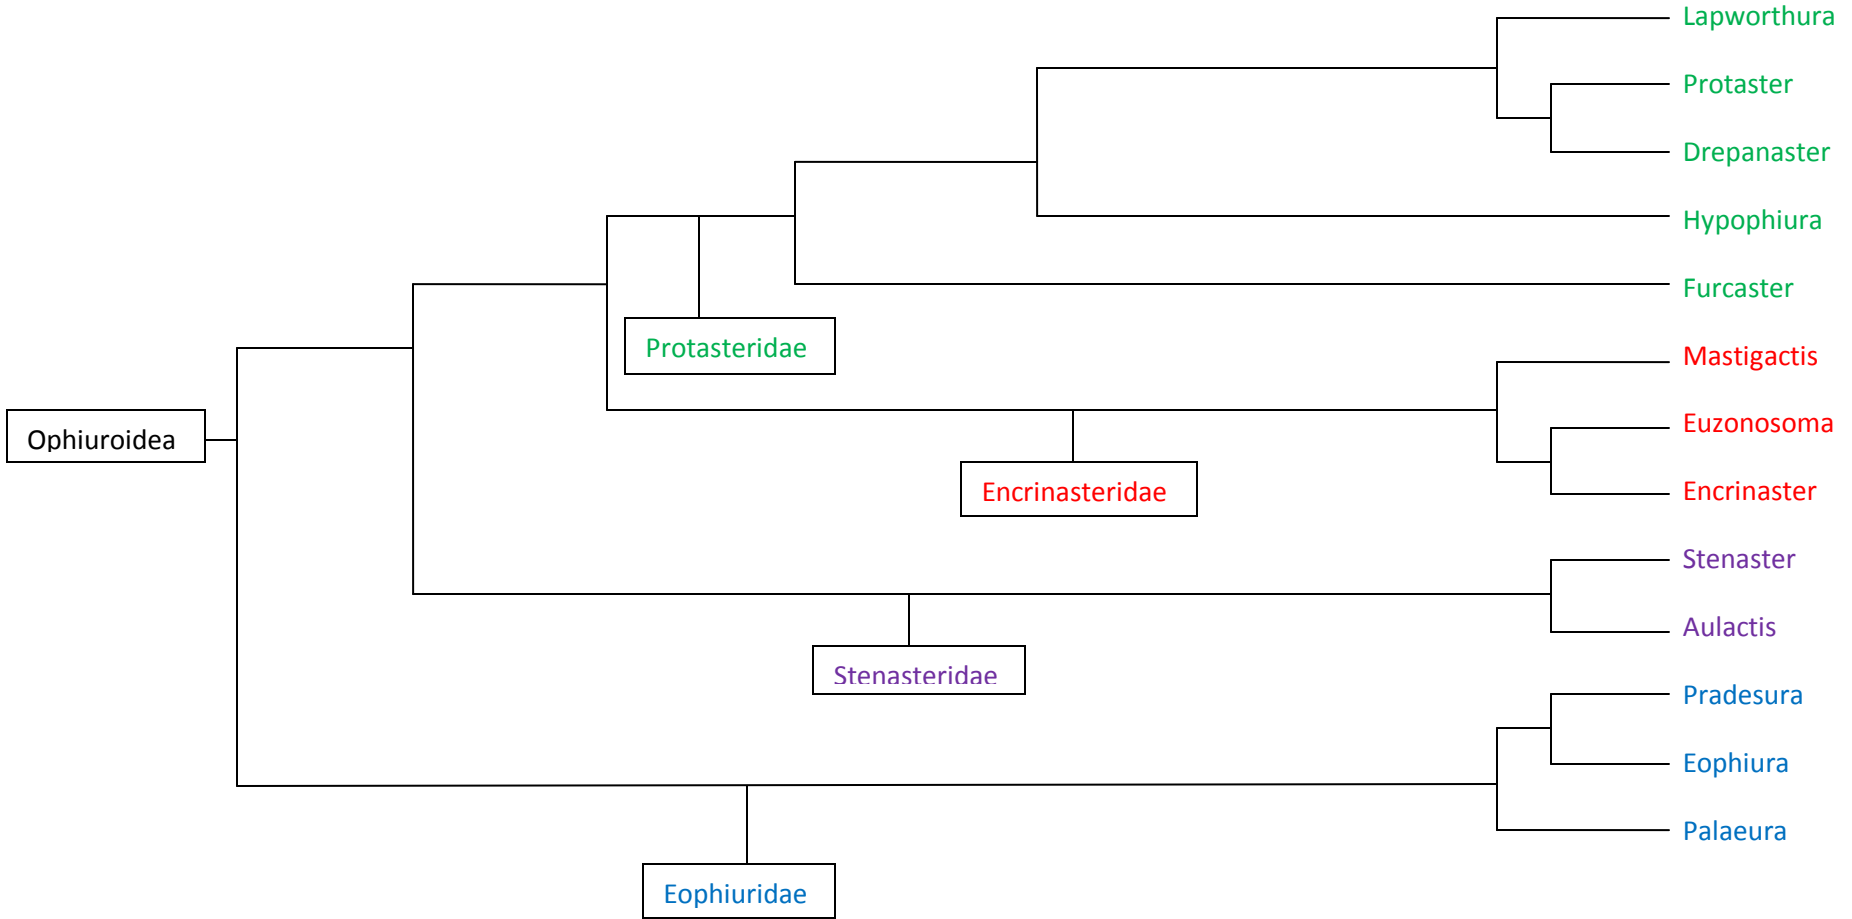 Lapworthura
Protaster
Drepanaster
Hypophiura
Furcaster
Protasteridae
Mastigactis
Euzonosoma
Ophiuroidea
Encrinasteridae
Encrinaster
Stenaster
Aulactis
Stenasteridae
Pradesura
Eophiura
Palaeura
Eophiuridae